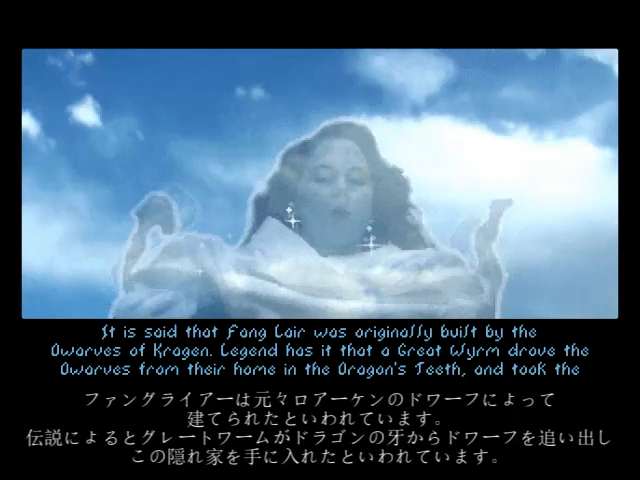 It is said that Fang Lair was originally built by the
Dwarves of Kragen. Legend has it that a Great Wyrm drove the
Dwarves from their home in the Dragon's Teeth, and took the
ファングライアーは元々ロアーケンのドワーフによって
建てられたといわれています。
伝説によるとグレートワームがドラゴンの牙からドワーフを追い出し
この隠れ家を手に入れたといわれています。